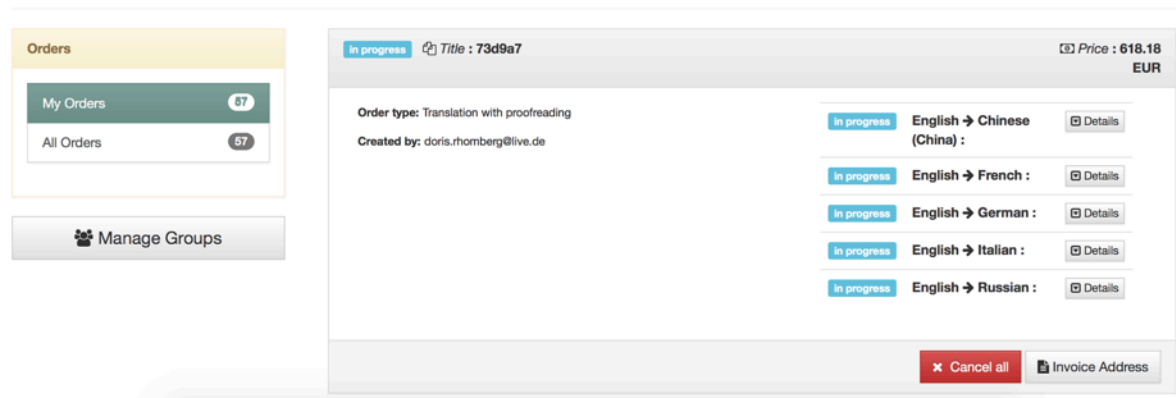 Orders
My Orders 57
All Orders 57
Manage Groups
in progress Title : 73d9a7
Price : 618.18
EUR
Order type: Translation with proofreading
Created by: doris.rhomberg@live.de
in progress English → Chinese Details
(China) :
in progress English → French : Details
in progress English → German : Details
in progress English → Italian : Details
in progress English → Russian : Details
Cancel all Invoice Address